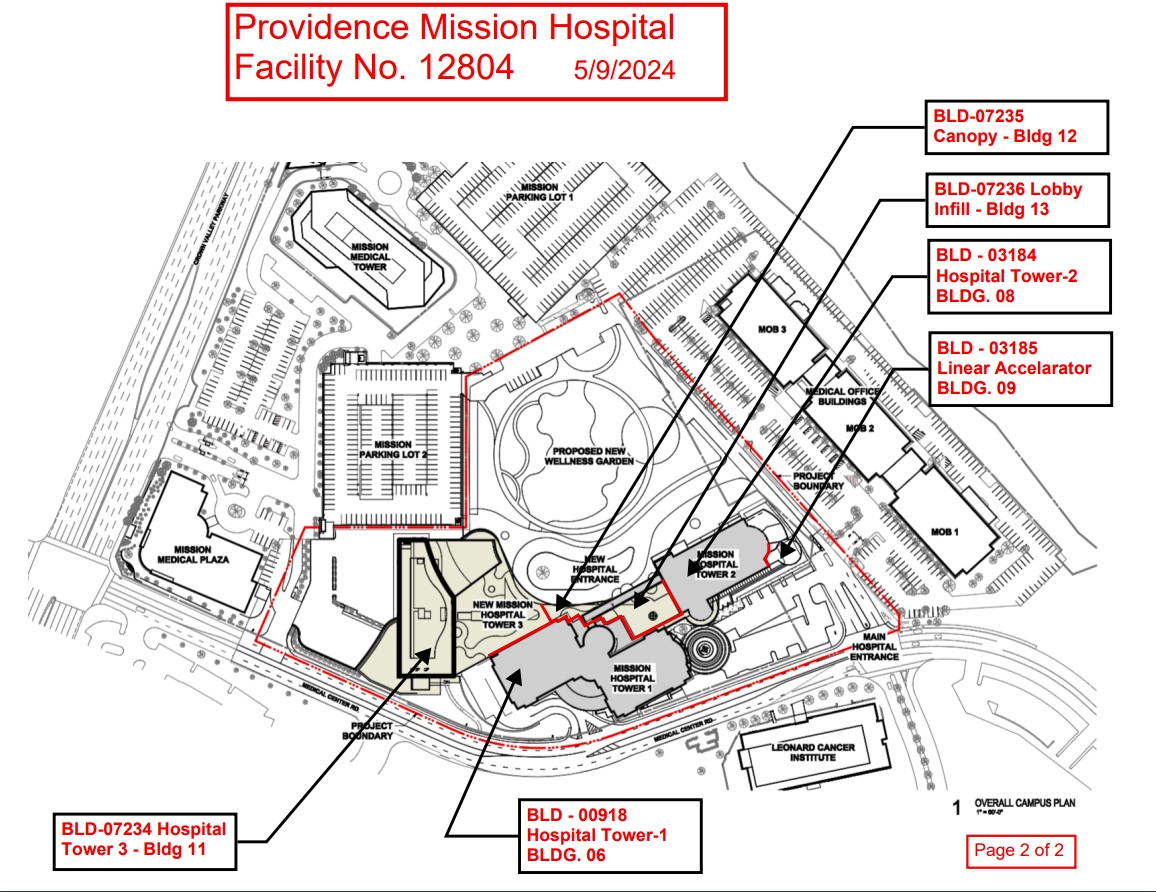 Providence Mission Hospital
Facility No. 12804 5/9/2024
BLD-07235
Canopy - Bldg 12
BLD-07236 Lobby
Infill - Bldg 13
BLD - 03184
Hospital Tower-2
BLDG. 08
BLD - 03185
Linear Accelarator
BLDG. 09
CROWN VALLEY PARKWAY
MISSION
PARKING LOT 1
MISSION
MEDICAL
TOWER
MOB 3
MEDICAL OFFICE
BUILDINGS
MOB 2
MISSION
PARKING LOT 2
PROPOSED NEW
WELLNESS GARDEN
PROJECT
BOUNDARY
MOB 1
MISSION
MEDICAL PLAZA
NEW
HOSPITAL
ENTRANCE
MISSION
HOSPITAL
TOWER 2
NEW MISSION
HOSPITAL
TOWER 3
MAIN
HOSPITAL
ENTRANCE
MISSION
HOSPITAL
TOWER 1
MEDICAL CENTER RD.
PROJECT
BOUNDARY
MEDICAL CENTER RD.
LEONARD CANCER
INSTITUTE
BLD-07234 Hospital
Tower 3 - Bldg 11
BLD - 00918
Hospital Tower-1
BLDG. 06
1 OVERALL CAMPUS PLAN
1" = 60'-0"
Page 2 of 2